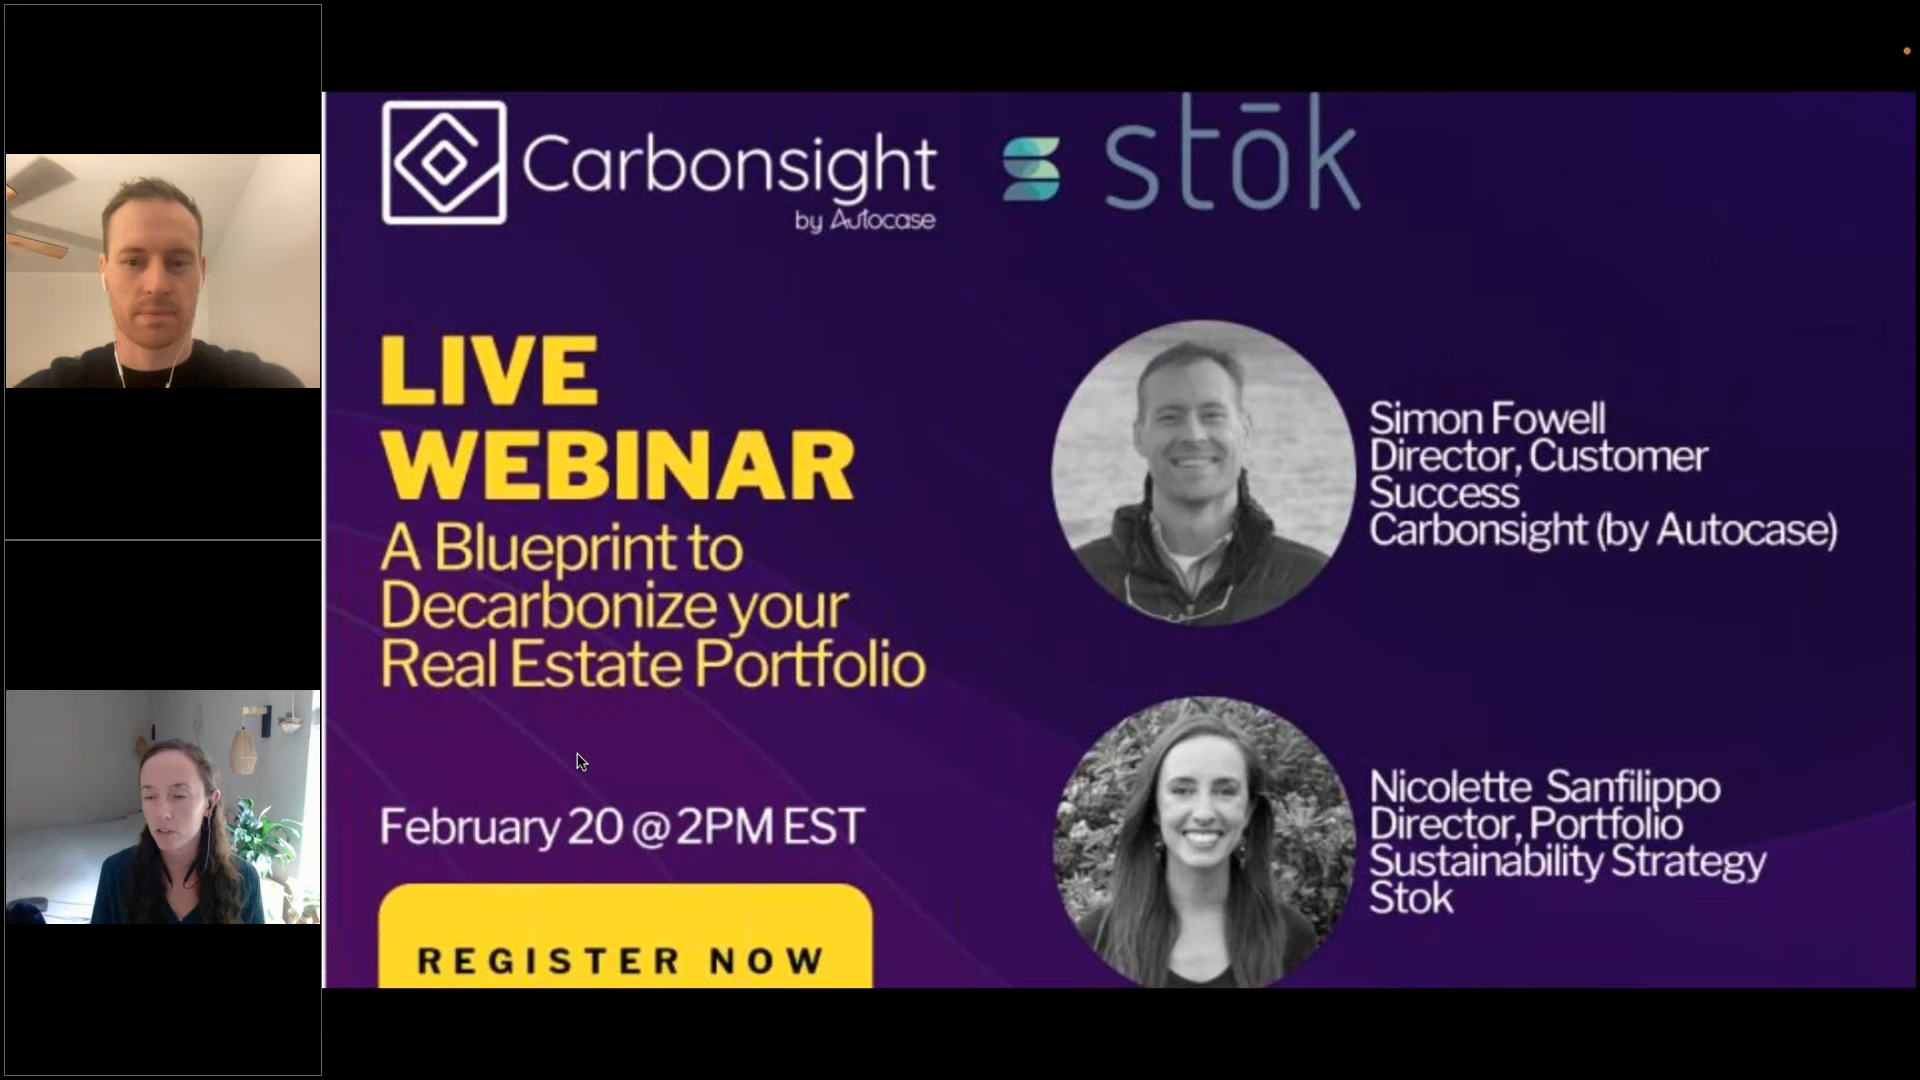 Carbonsight
by Autocase
stōk
LIVE
WEBINAR
A Blueprint to
Decarbonize your
Real Estate Portfolio
February 20 @ 2PM EST
REGISTER NOW
Simon Fowell
Director, Customer
Success
Carbonsight (by Autocase)
Nicolette Sanfilippo
Director, Portfolio
Sustainability Strategy
Stok